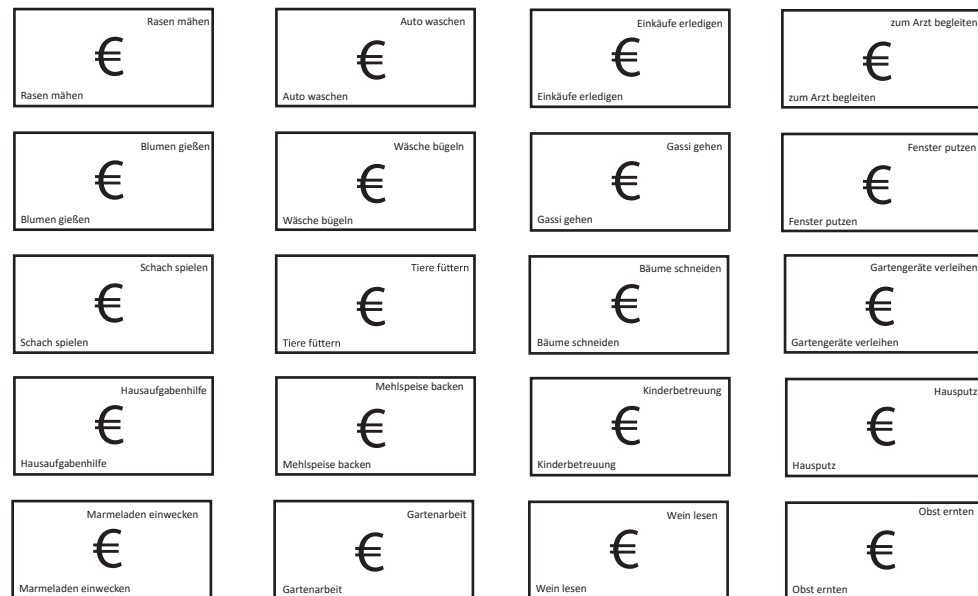 Rasen mähen
€
Rasen mähen
Auto waschen
€
Auto waschen
Einkäufe erledigen
€
Einkäufe erledigen
zum Arzt begleiten
€
zum Arzt begleiten
Blumen gießen
€
Blumen gießen
Wäsche bügeln
€
Wäsche bügeln
Gassi gehen
€
Gassi gehen
Fenster putzen
€
Fenster putzen
Schach spielen
€
Schach spielen
Tiere füttern
€
Tiere füttern
Bäume schneiden
€
Bäume schneiden
Gartengeräte verleihen
€
Gartengeräte verleihen
Hausaufgabenhilfe
€
Hausaufgabenhilfe
Mehlspeise backen
€
Mehlspeise backen
Kinderbetreuung
€
Kinderbetreuung
Hausputz
€
Hausputz
Marmeladen einwecken
€
Marmeladen einwecken
Gartenarbeit
€
Gartenarbeit
Wein lesen
€
Wein lesen
Obst ernten
€
Obst ernten